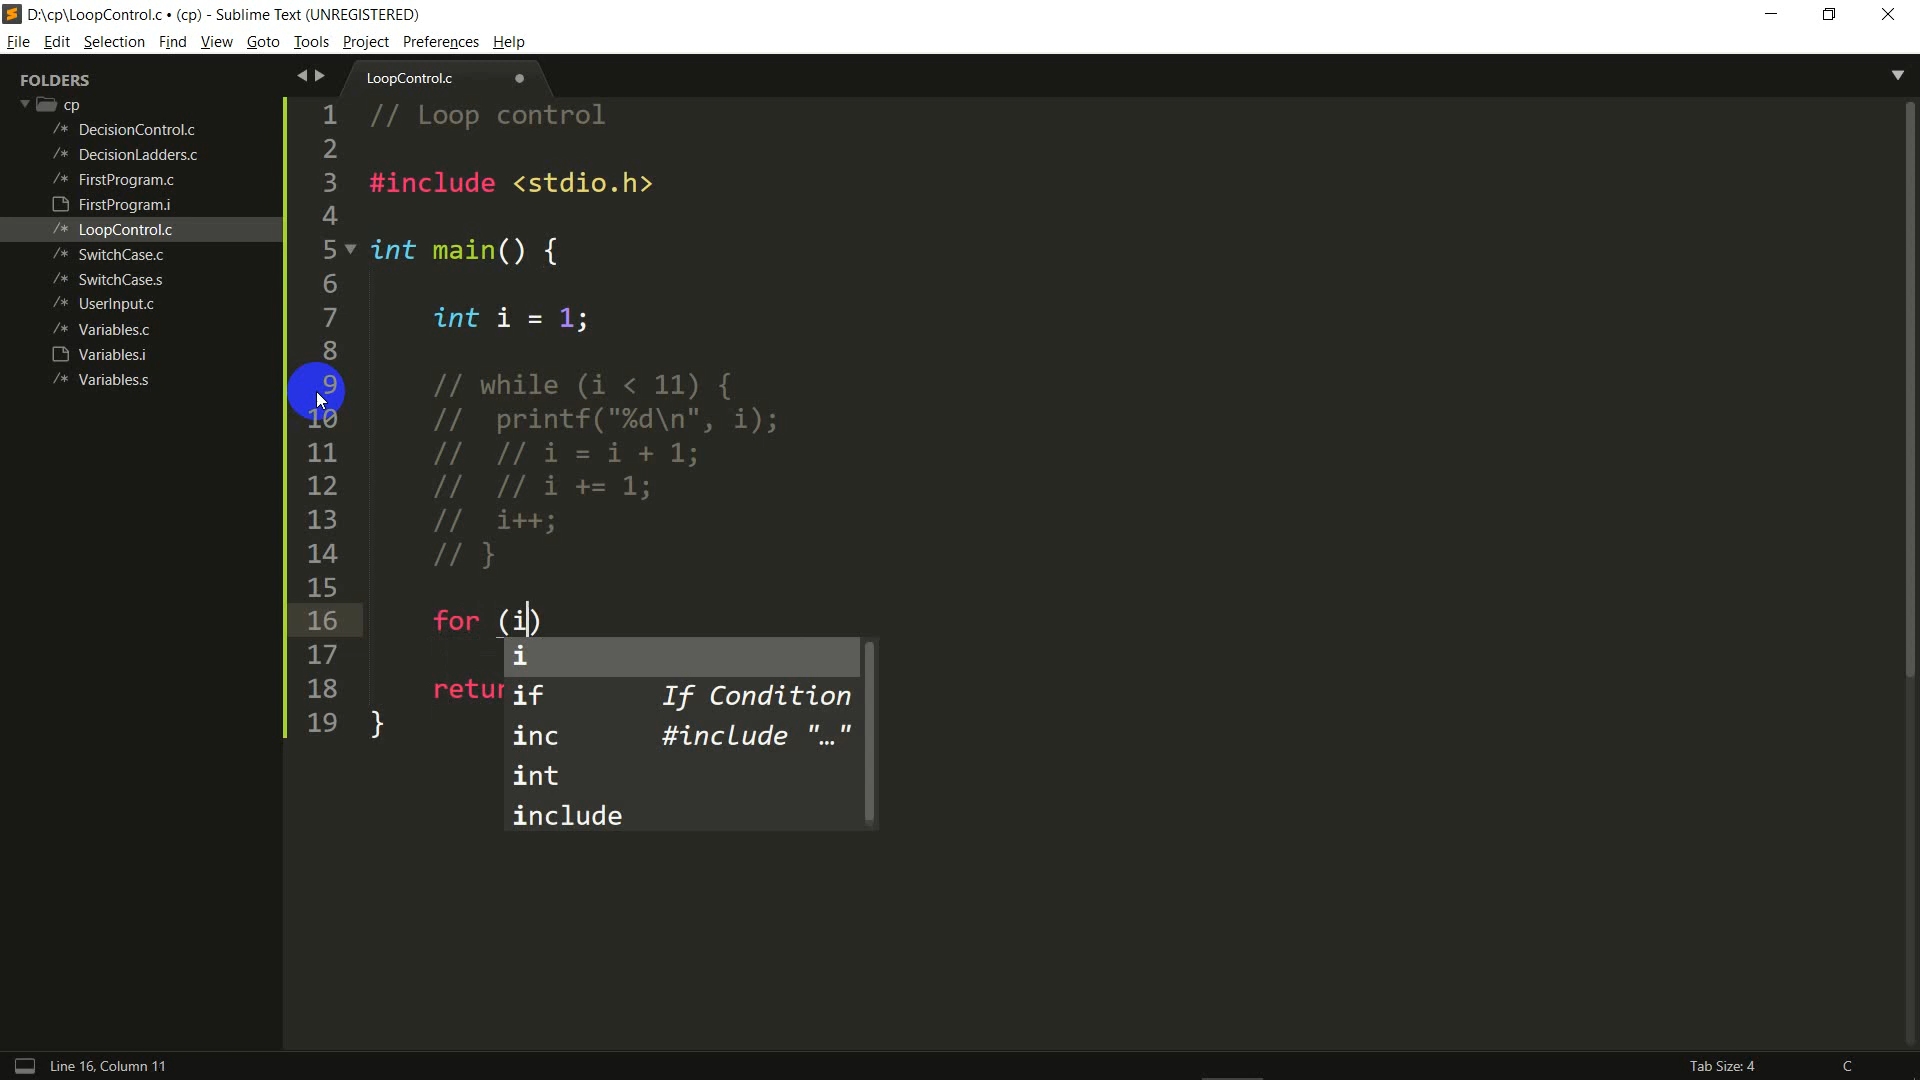 D:\cp\LoopControl.c • (cp) - Sublime Text (UNREGISTERED)
File Edit Selection Find View Goto Tools Project Preferences Help
FOLDERS
cp
/* DecisionControl.c
/* DecisionLadders.c
/* FirstProgram.c
FirstProgram.i
/* LoopControl.c
/* SwitchCase.c
/* SwitchCase.s
/* UserInput.c
/* Variables.c
Variables.i
/* Variables.s
LoopControl.c
1 // Loop control
2
3 #include <stdio.h>
4
5 int main() {
6
7 int i = 1;
8
9 // while (i < 11) {
10 // printf("%d\n", i);
11 // // i = i + 1;
12 // // i += 1;
13 // i++;
14 // }
15
16 for (i)
17
18 retur
19 }
i
if If Condition
inc #include "…"
int
include
Line 16, Column 11
Tab Size: 4
C